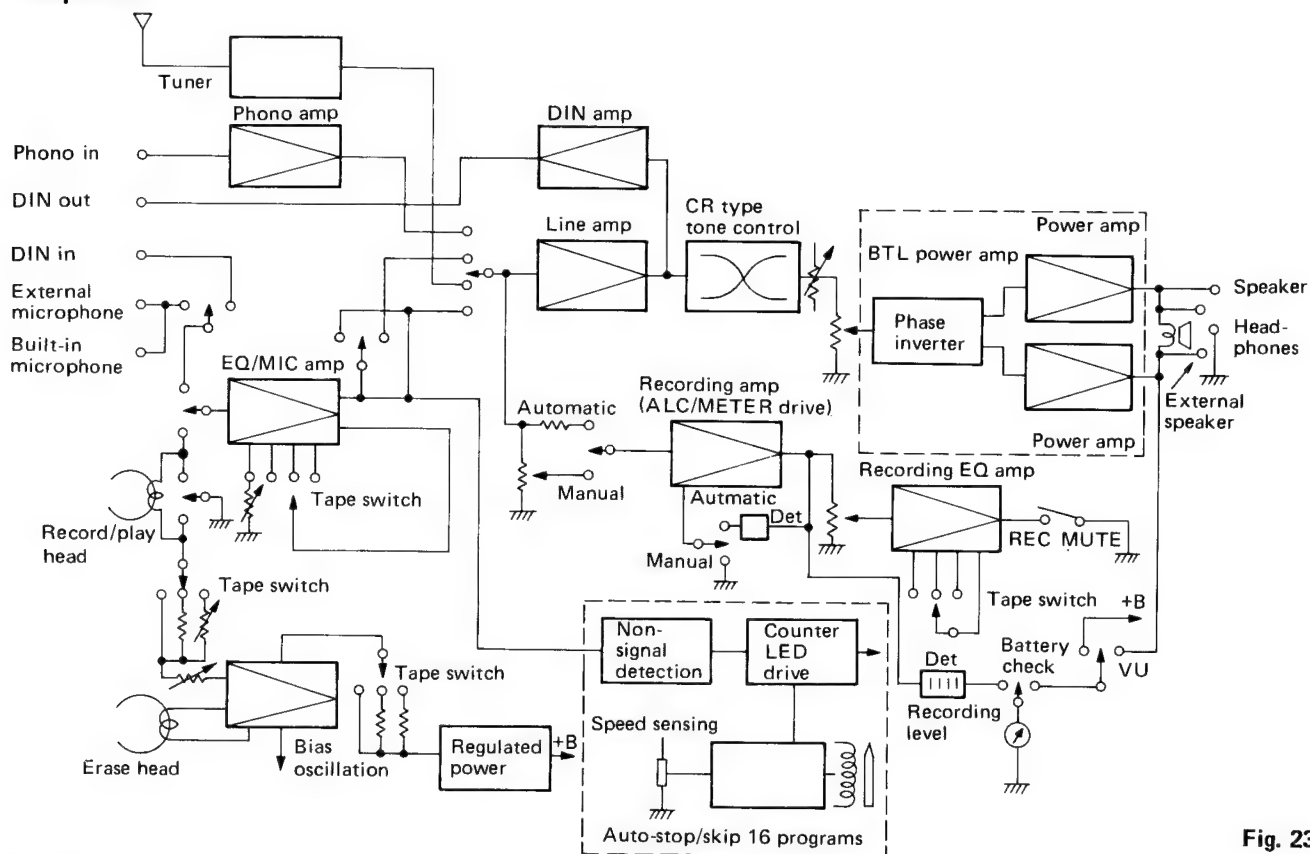 Tuner
Phono amp
DIN amp
Phono in
DIN out
CR type
tone control
Power amp
Line amp
DIN in
BTL power amp
External
microphone
Speaker
Phase
inverter
Head-
phones
Built-in
microphone
EQ/MIC amp
Recording amp
(ALC/METER drive)
Automatic
External
speaker
Power amp
Recording EQ amp
Manual
Tape switch
Autmatic
Det
Record/play
head
REC MUTE
Manual
Tape switch
Tape switch
+B
Non-
signal
detection
Counter
LED
drive
Battery
check
Det
VU
Tape switch
Speed sensing
Recording
level
Regulated
power
+B
Bias
oscillation
Erase head
Auto-stop/skip 16 programs
Fig. 23